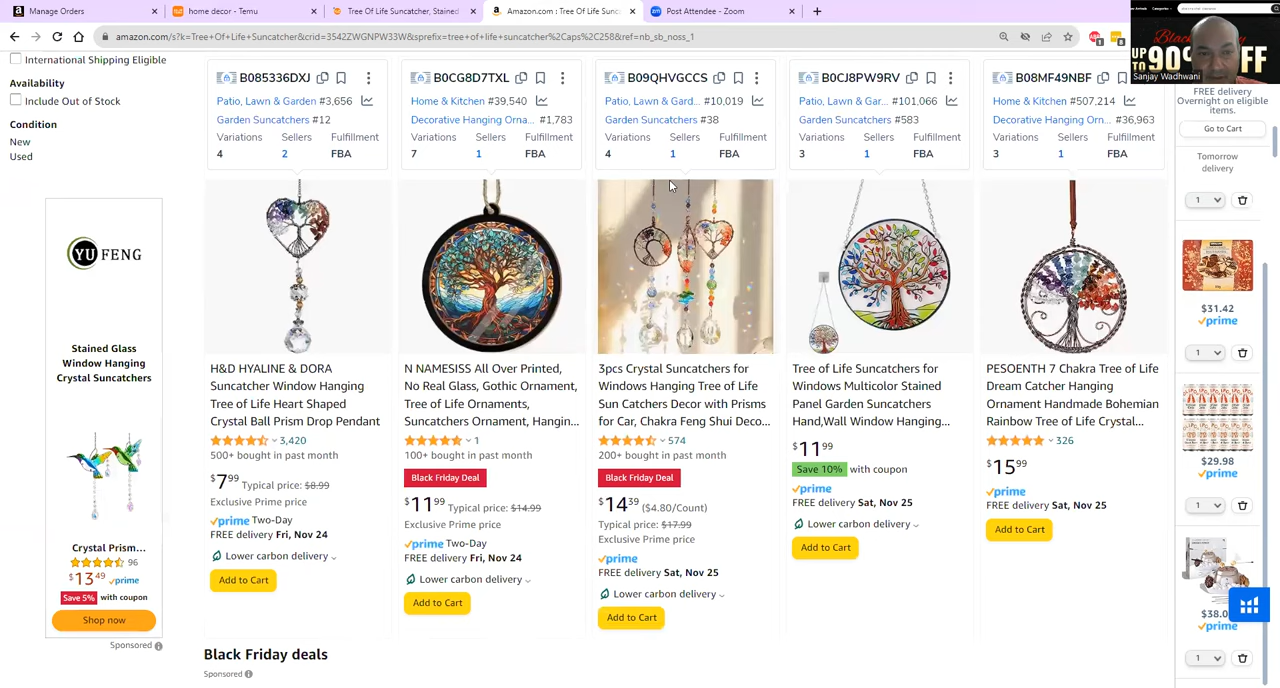 Manage Orders
home decor - Temu
Tree Of Life Suncatcher, Stained
Amazon.com : Tree Of Life Sunc
Post Attendee - Zoom
amazon.com/s?k=Tree+Of+Life+Suncatcher&crid=3542ZWGNPW33W&sprefix=tree+of+life+suncatcher%2Caps%2C258&ref=nb_sb_noss_1
UP TO 90% OFF
Sanjay Wadhwani
International Shipping Eligible
Availability
Include Out of Stock
Condition
New
Used
B085336DXJ
Patio, Lawn & Garden #3,656
Garden Suncatchers #12
Variations Sellers Fulfillment
4 2 FBA
B0CG8D7TXL
Home & Kitchen #39,540
Decorative Hanging Orna... #1,783
Variations Sellers Fulfillment
7 1 FBA
B09QHVGCCS
Patio, Lawn & Gard... #10,019
Garden Suncatchers #38
Variations Sellers Fulfillment
4 1 FBA
B0CJ8PW9RV
Patio, Lawn & Gar... #101,066
Garden Suncatchers #583
Variations Sellers Fulfillment
3 1 FBA
B08MF49NBF
Home & Kitchen #507,214
Decorative Hanging Orn... #36,963
Variations Sellers Fulfillment
3 1 FBA
YU FENG
Stained Glass
Window Hanging
Crystal Suncatchers
Crystal Prism...
96
$13.49 prime
Save 5% with coupon
Shop now
Sponsored
H&D HYALINE & DORA
Suncatcher Window Hanging
Tree of Life Heart Shaped
Crystal Ball Prism Drop Pendant
3,420
500+ bought in past month
$7.99 Typical price: $8.99
Exclusive Prime price
prime Two-Day
FREE delivery Fri, Nov 24
Lower carbon delivery
Add to Cart
N NAMESISS All Over Printed,
No Real Glass, Gothic Ornament,
Tree of Life Ornaments,
Suncatchers Ornament, Hangin...
1
100+ bought in past month
Black Friday Deal
$11.99 Typical price: $14.99
Exclusive Prime price
prime Two-Day
FREE delivery Fri, Nov 24
Lower carbon delivery
Add to Cart
3pcs Crystal Suncatchers for
Windows Hanging Tree of Life
Sun Catchers Decor with Prisms
for Car, Chakra Feng Shui Deco...
574
200+ bought in past month
Black Friday Deal
$14.39 ($4.80/Count)
Typical price: $17.99
Exclusive Prime price
prime
FREE delivery Sat, Nov 25
Lower carbon delivery
Add to Cart
Tree of Life Suncatchers for
Windows Multicolor Stained
Panel Garden Suncatchers
Hand,Wall Window Hanging...
$11.99
Save 10% with coupon
prime
FREE delivery Sat, Nov 25
Lower carbon delivery
Add to Cart
PESOENTH 7 Chakra Tree of Life
Dream Catcher Hanging
Ornament Handmade Bohemian
Rainbow Tree of Life Crystal...
326
$15.99
prime
FREE delivery Sat, Nov 25
Add to Cart
Black Friday deals
Sponsored
FREE delivery
Overnight on eligible
items.
Go to Cart
Tomorrow
delivery
1
$31.42
prime
1
$29.98
prime
1
prime
1